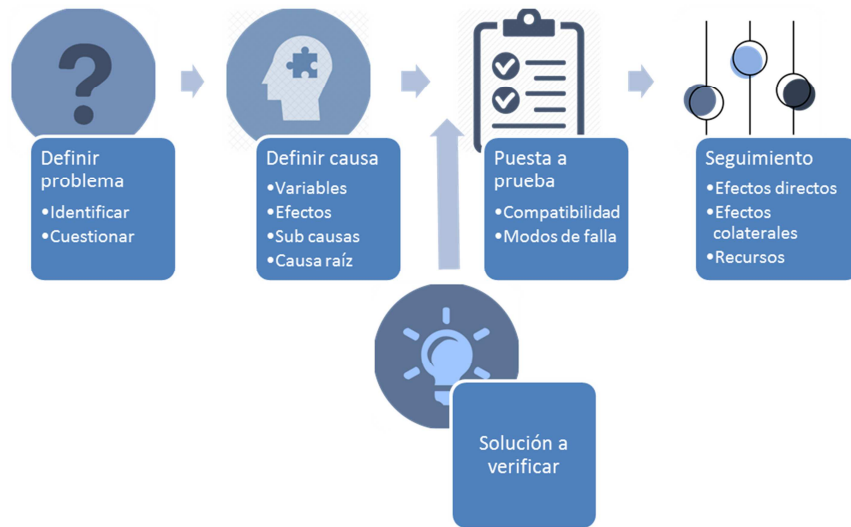 Definir
problema
•Identificar
•Cuestionar
Definir causa
•Variables
•Efectos
•Sub causas
•Causa raíz
Puesta a
prueba
•Compatibilidad
•Modos de falla
Seguimiento
•Efectos directos
•Efectos
colaterales
•Recursos
Solución a
verificar